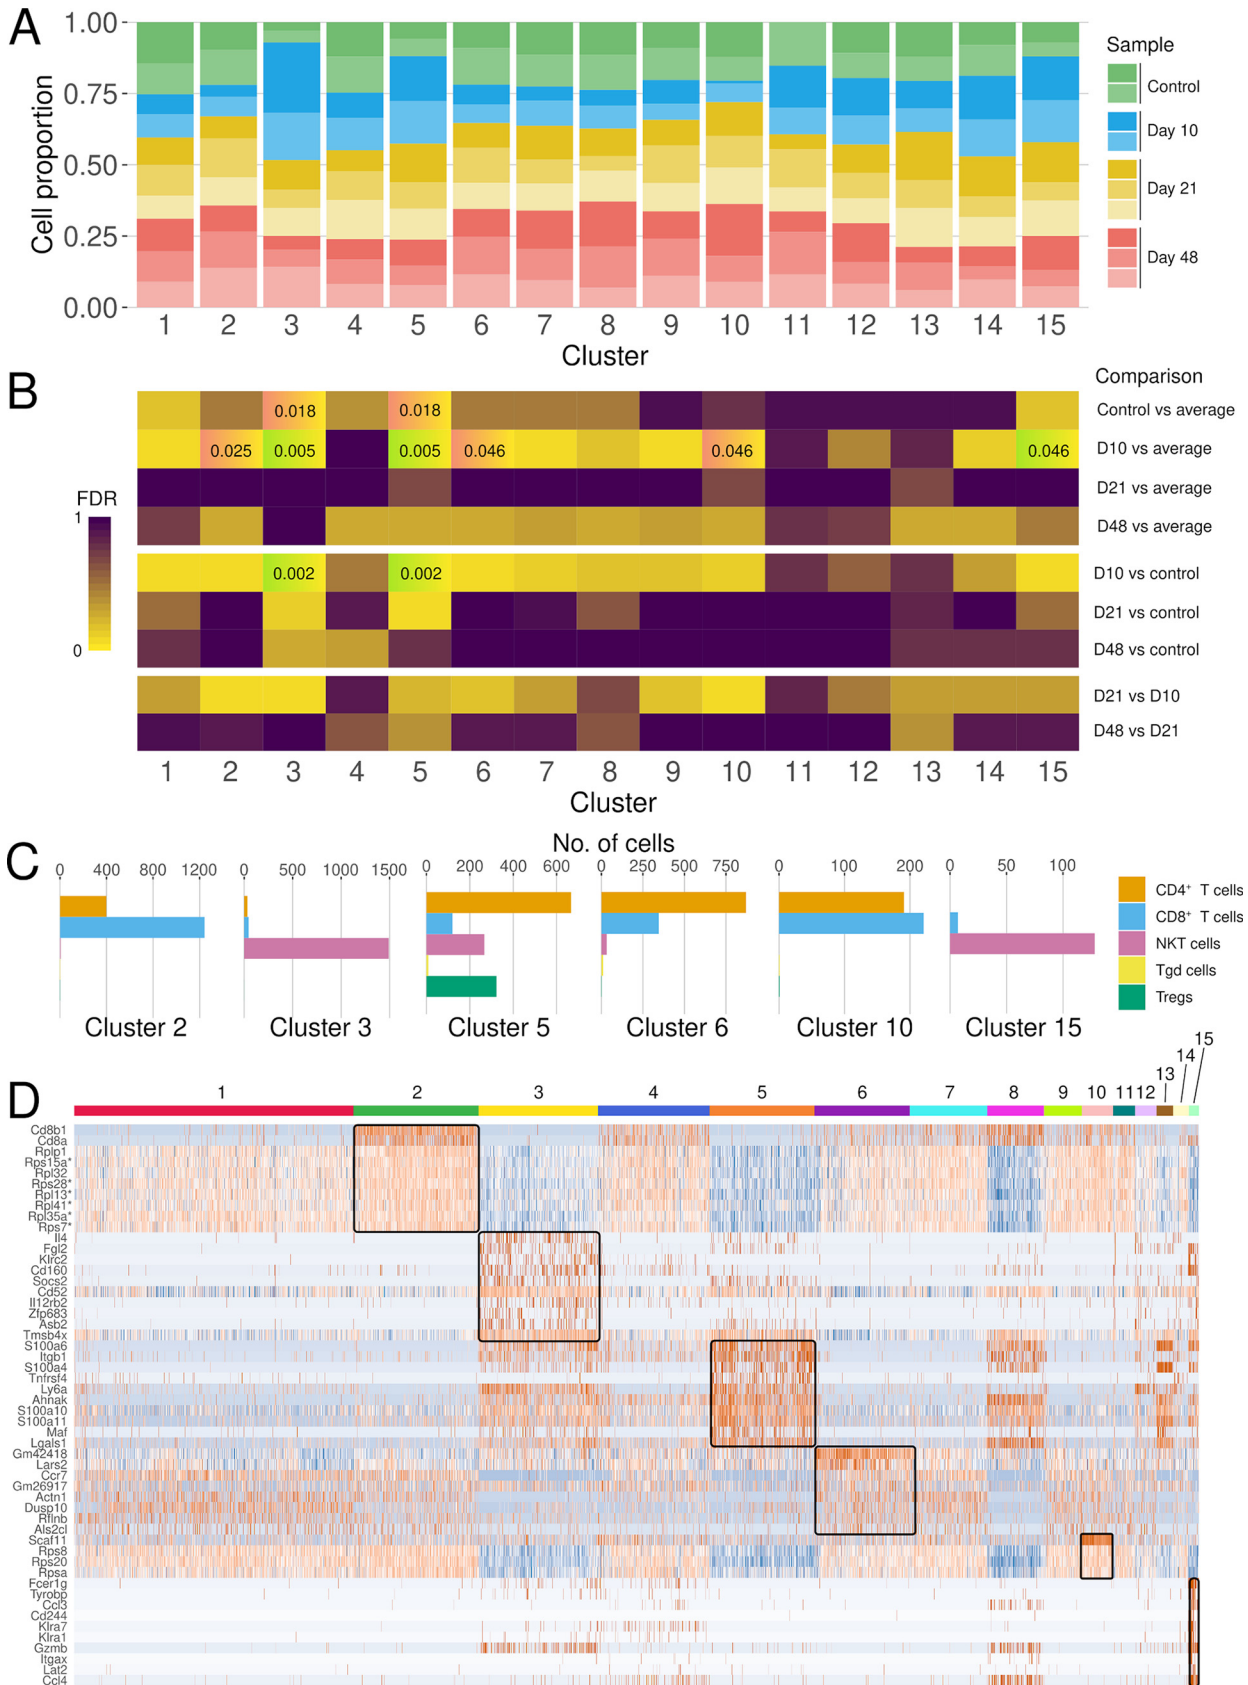 A
Cell proportion
1.00
0.75
0.50
0.25
0.00
1 2 3 4 5 6 7 8 9 10 11 12 13 14 15
Cluster
Sample
Control
Day 10
Day 21
Day 48
B
Comparison
0.018 0.018 Control vs average
0.025 0.005 0.005 0.046 0.046 0.046 D10 vs average
D21 vs average
D48 vs average
0.002 0.002 D10 vs control
D21 vs control
D48 vs control
D21 vs D10
D48 vs D21
FDR
1
0
1 2 3 4 5 6 7 8 9 10 11 12 13 14 15
Cluster
C
No. of cells
0 400 800 1200
0 500 1000 1500
0 200 400 600
0 250 500 750
0 100 200
0 50 100
Cluster 2
Cluster 3
Cluster 5
Cluster 6
Cluster 10
Cluster 15
CD4+ T cells
CD8+ T cells
NKT cells
Tgd cells
Tregs
D
1 2 3 4 5 6 7 8 9 10 11 12 13 14 15
Cd8b1
Cd8a
Rplp1
Rps15a*
Rpl32
Rps28*
Rpl13*
Rpl41*
Rpl35a*
Rps7*
Il4
Fgl2
Klrc2
Cd160
Socs2
Cd52
Il12rb2
Zfp683
Asb2
Tmsb4x
S100a6
Itgb1
S100a4
Tnfrsf4
Ly6a
Ahnak
S100a10
S100a11
Maf
Lgals1
Gm42418
Lars2
Ccr7
Gm26917
Actn1
Dusp10
Rflnb
Als2cl
Scaf11
Rps8
Rps20
Rpsa
Fcer1g
Tyrobp
Ccl3
Cd244
Klra7
Klra1
Gzmb
Itgax
Lat2
Ccl4